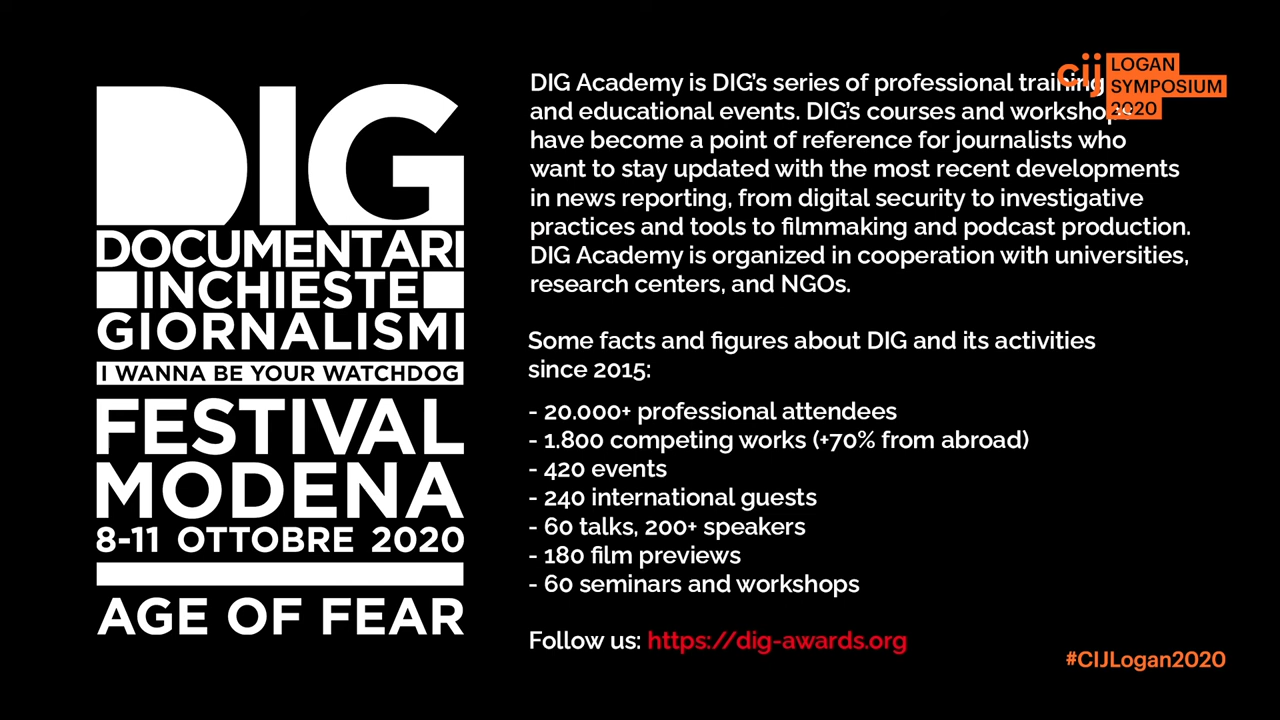 DIG
DOCUMENTARI
INCHIESTE
GIORNALISMI
I WANNA BE YOUR WATCHDOG
FESTIVAL
MODENA
8-11 OTTOBRE 2020
AGE OF FEAR
DIG Academy is DIG's series of professional training
and educational events. DIG's courses and workshops
have become a point of reference for journalists who
want to stay updated with the most recent developments
in news reporting, from digital security to investigative
practices and tools to filmmaking and podcast production.
DIG Academy is organized in cooperation with universities,
research centers, and NGOs.
Some facts and figures about DIG and its activities
since 2015:
- 20.000+ professional attendees
- 1.800 competing works (+70% from abroad)
- 420 events
- 240 international guests
- 60 talks, 200+ speakers
- 180 film previews
- 60 seminars and workshops
Follow us: https://dig-awards.org
cij LOGAN
SYMPOSIUM
2020
#CIJLogan2020